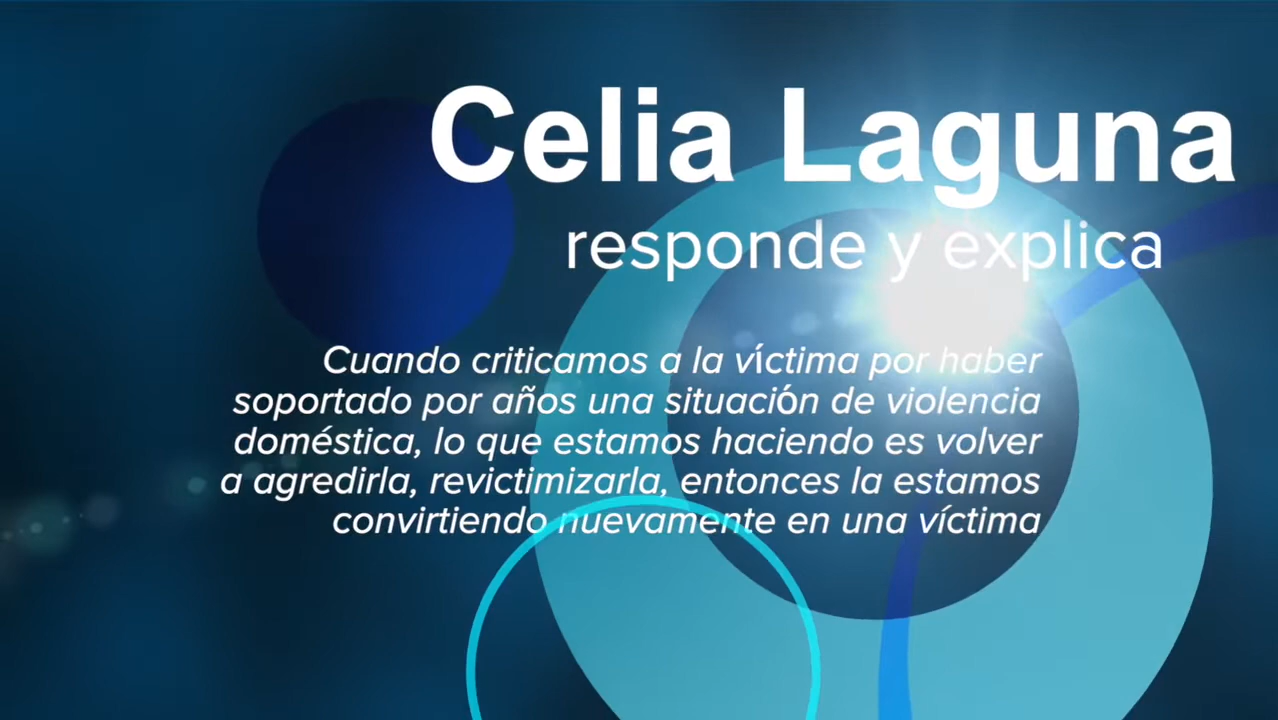 Celia Laguna
responde y explica
Cuando criticamos a la víctima por haber
soportado por años una situación de violencia
doméstica, lo que estamos haciendo es volver
a agredirla, revictimizarla, entonces la estamos
convirtiendo nuevamente en una víctima